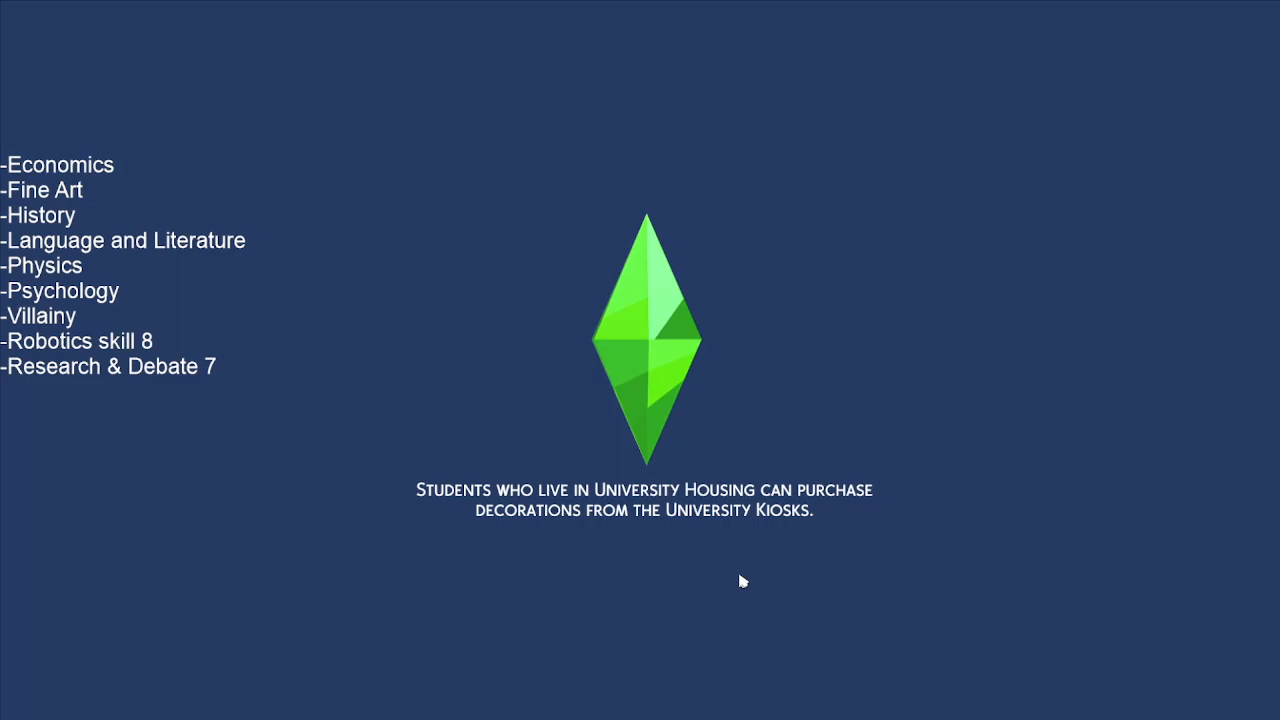 -Economics
-Fine Art
-History
-Language and Literature
-Physics
-Psychology
-Villainy
-Robotics skill 8
-Research & Debate 7
Students who live in University Housing can purchase
decorations from the University Kiosks.